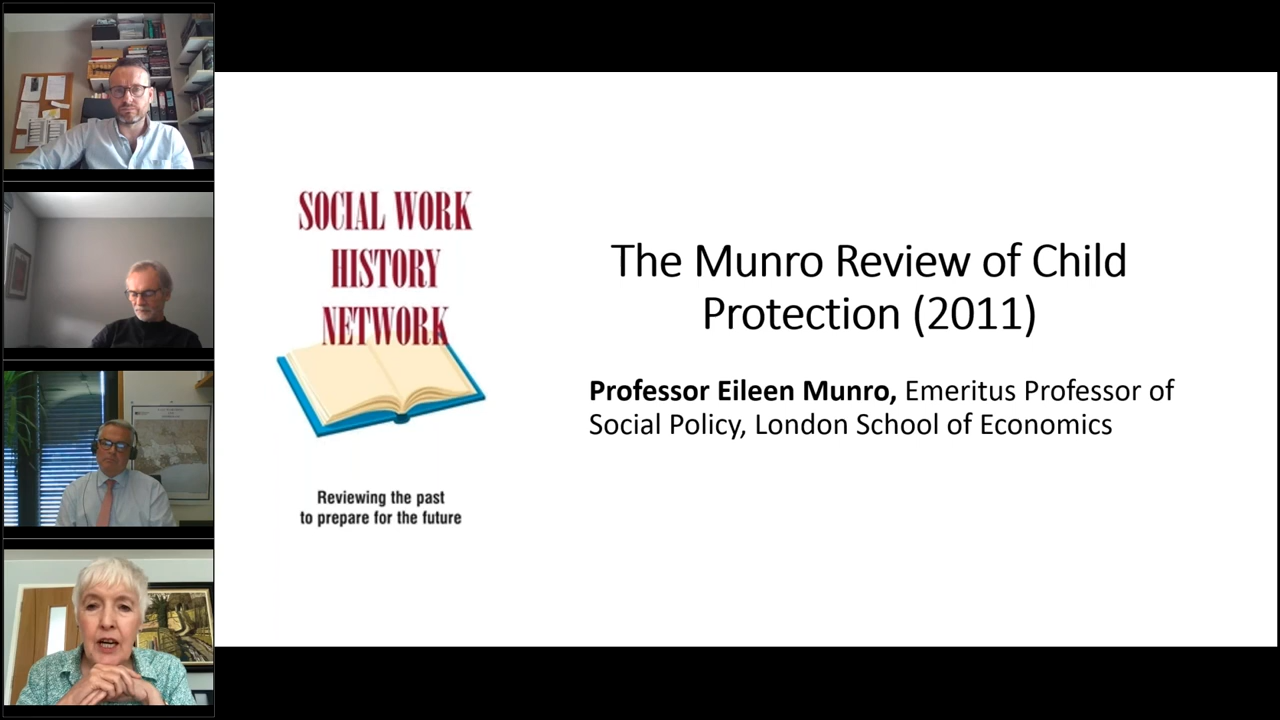 SOCIAL WORK
HISTORY
NETWORK
Reviewing the past
to prepare for the future
The Munro Review of Child
Protection (2011)
Professor Eileen Munro, Emeritus Professor of
Social Policy, London School of Economics